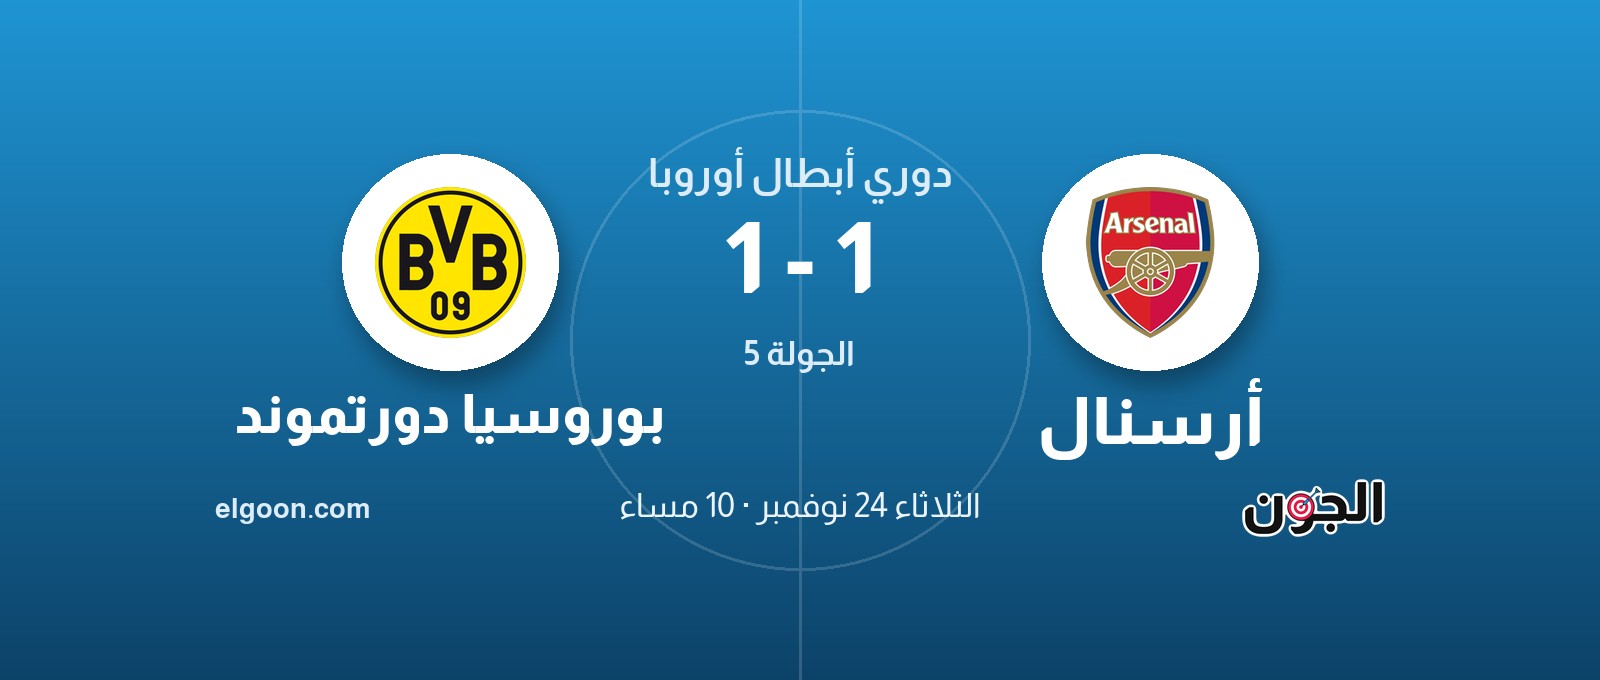 دوري أبطال أوروبا
1 - 1
الجولة 5
Arsenal
أرسنال
BVB
09
بوروسيا دورتموند
الثلاثاء 24 نوفمبر · 10 مساء
الجون
elgoon.com